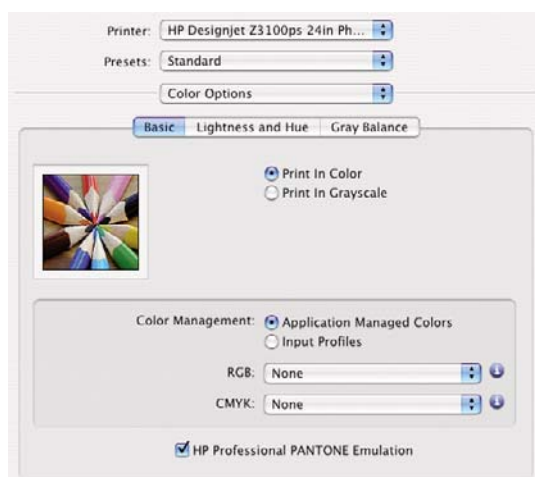 Printer: HP Designjet Z3100ps 24in Ph...
Presets: Standard
Color Options
Basic Lightness and Hue Gray Balance
Print In Color
Print In Grayscale
Color Management: Application Managed Colors
Input Profiles
RGB: None
CMYK: None
HP Professional PANTONE Emulation